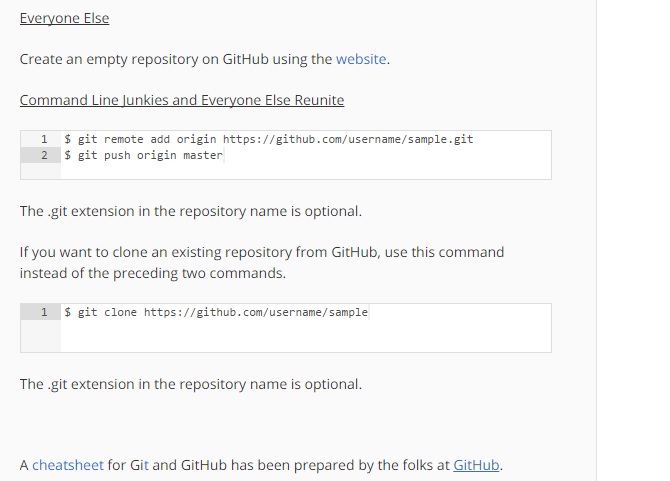 Everyone Else
Create an empty repository on GitHub using the website.
Command Line Junkies and Everyone Else Reunite
1 $ git remote add origin https://github.com/username/sample.git
2 $ git push origin master
The .git extension in the repository name is optional.
If you want to clone an existing repository from GitHub, use this command
instead of the preceding two commands.
1 $ git clone https://github.com/username/sample
The .git extension in the repository name is optional.
A cheatsheet for Git and GitHub has been prepared by the folks at GitHub.